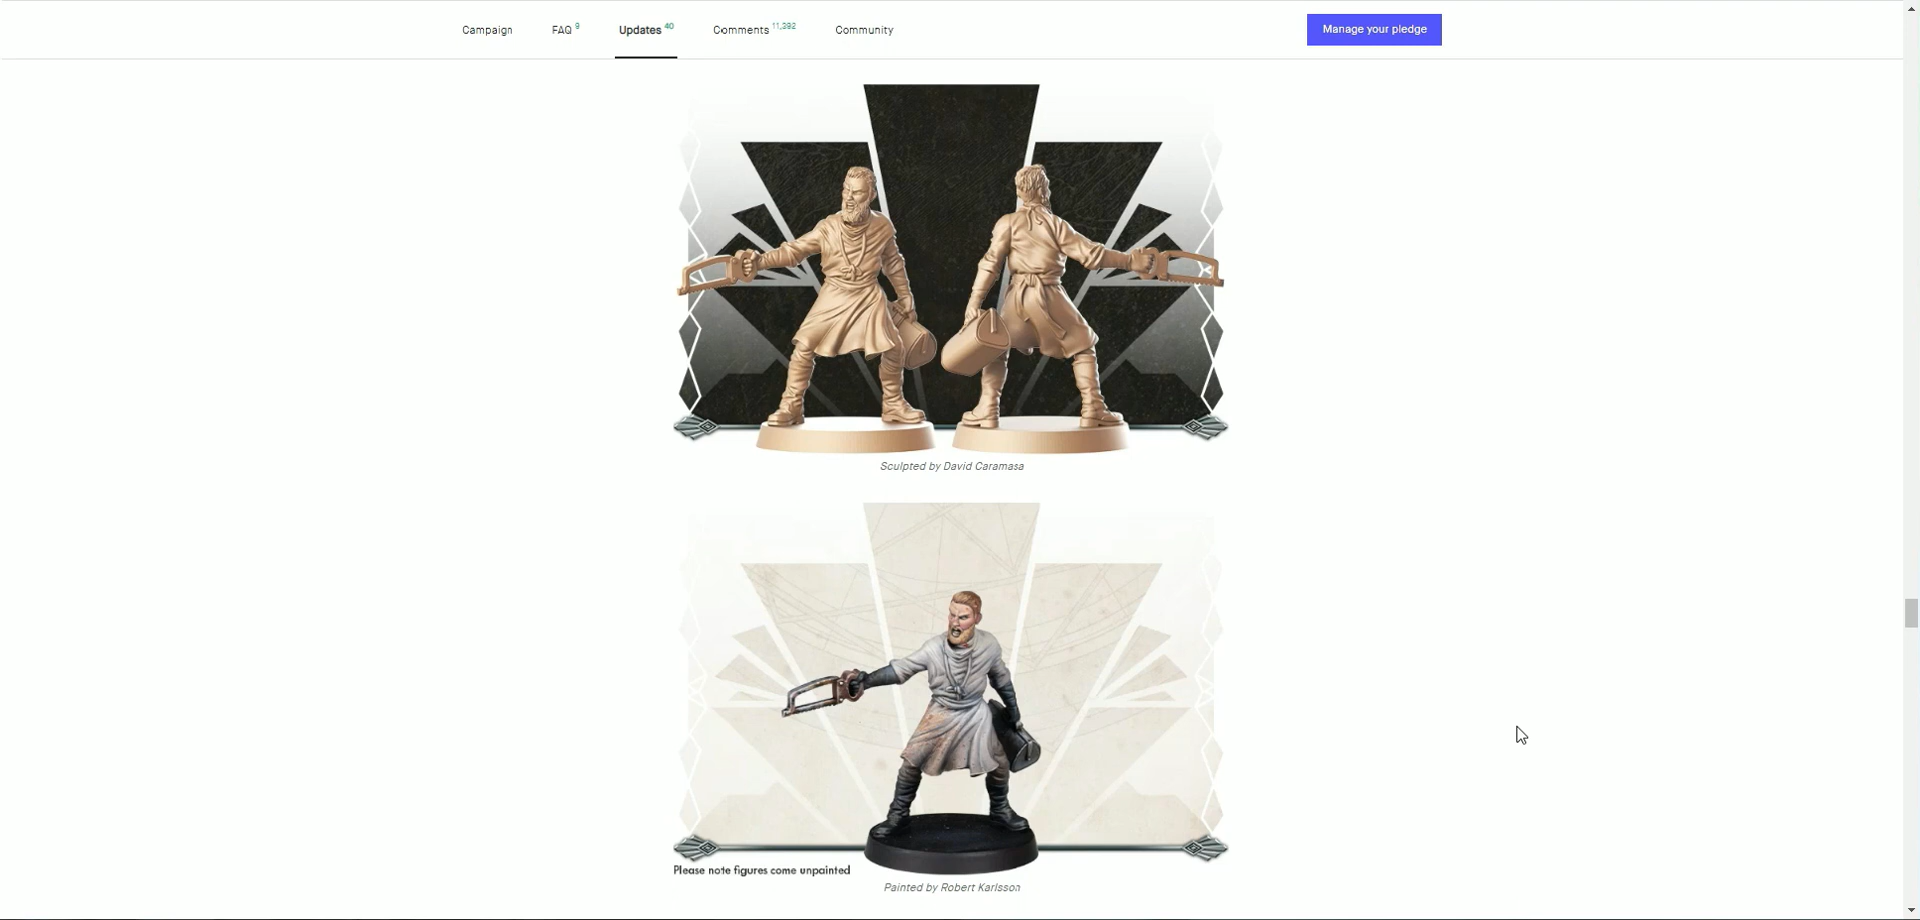 Campaign FAQ 9 Updates 40 Comments 11,292 Community Manage your pledge
Sculpted by David Caramasa
Please note figures come unpainted
Painted by Robert Karlsson